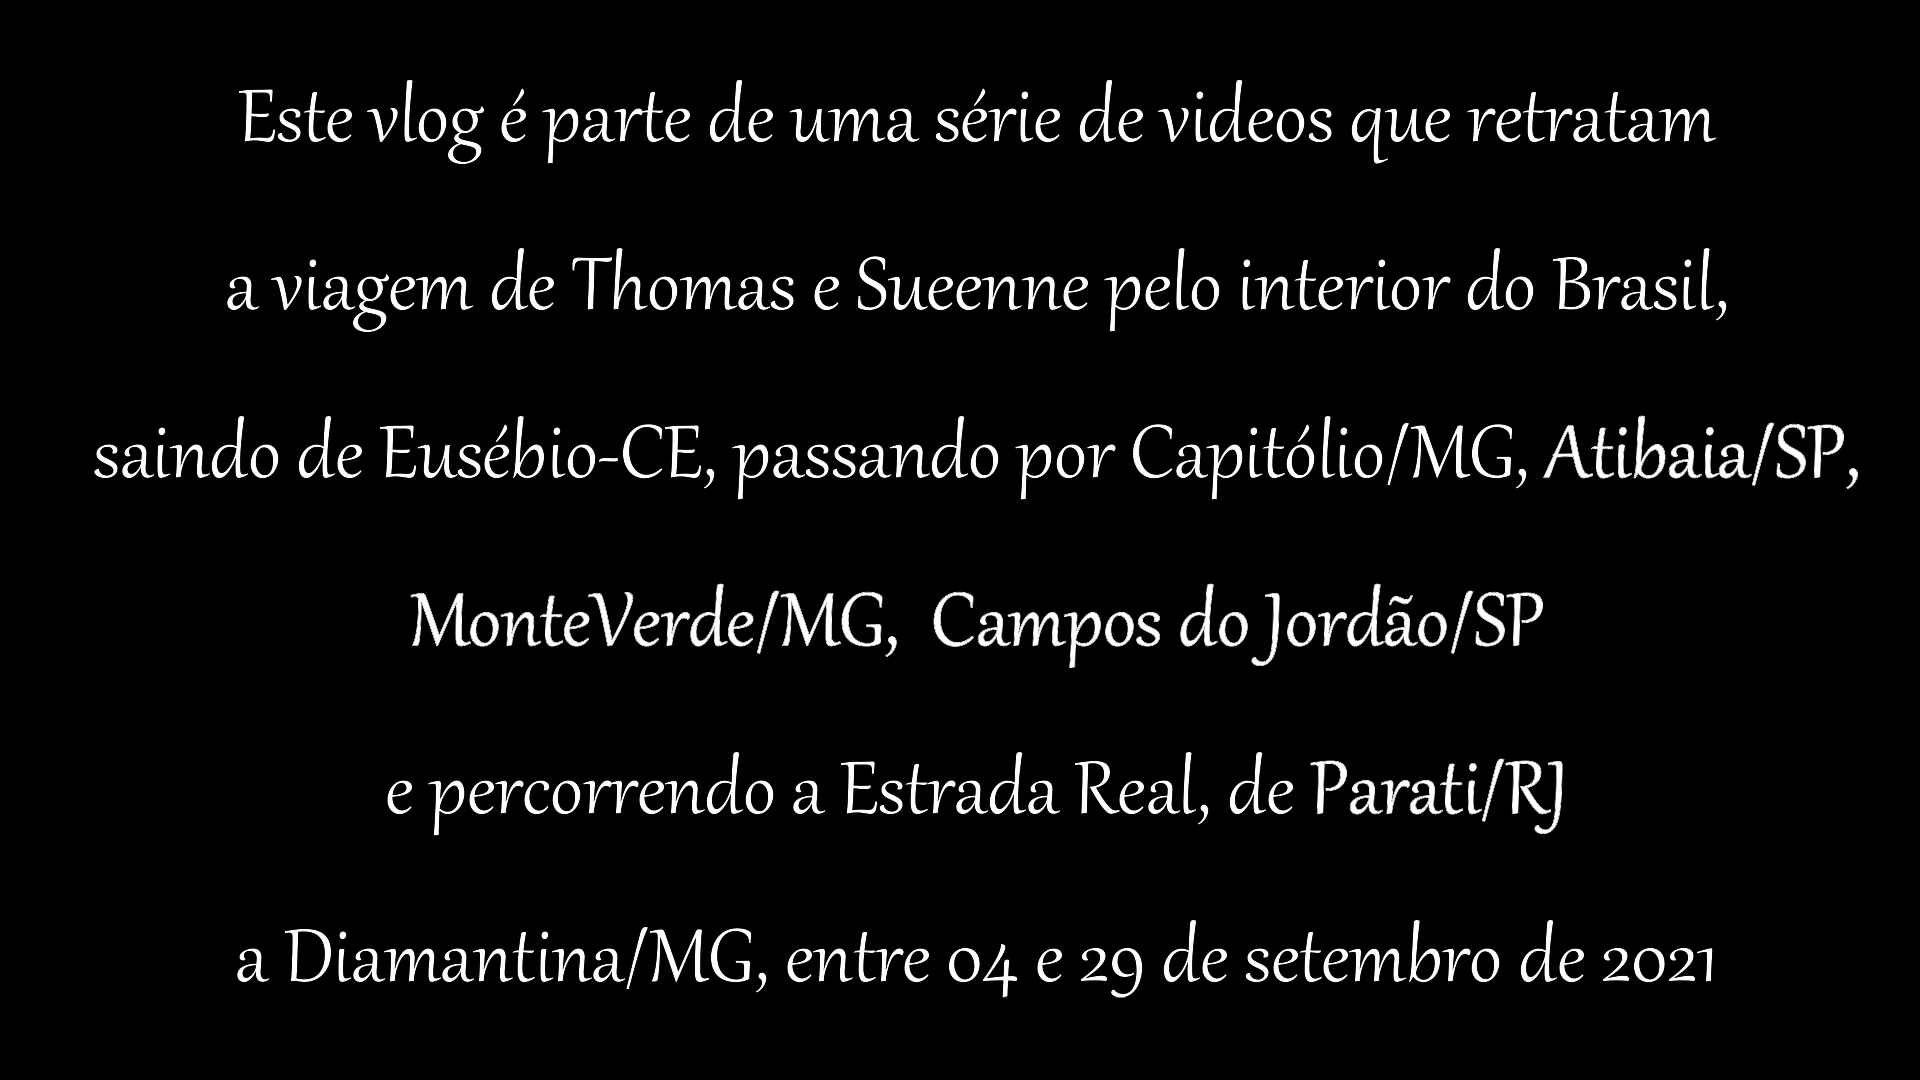 Este vlog é parte de uma série de videos que retratam
a viagem de Thomas e Sueenne pelo interior do Brasil,
saindo de Eusébio-CE, passando por Capitólio/MG, Atibaia/SP,
MonteVerde/MG, Campos do Jordão/SP
e percorrendo a Estrada Real, de Parati/RJ
a Diamantina/MG, entre 04 e 29 de setembro de 2021